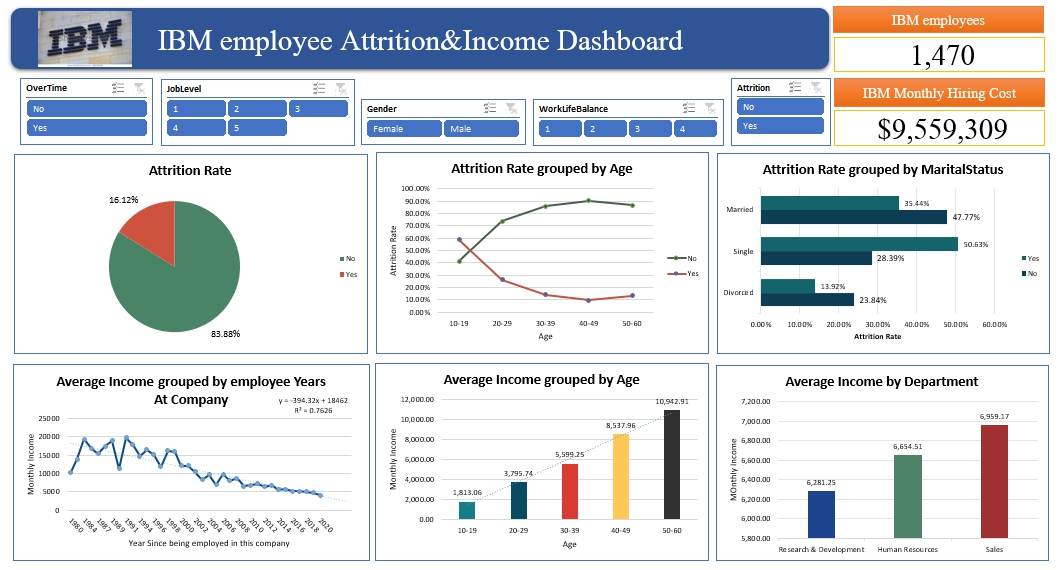 IBM
IBM employee Attrition&Income Dashboard
IBM employees
1,470
IBM Monthly Hiring Cost
$9,559,309
OverTime
No
Yes
JobLevel
1 2 3
4 5
Gender
Female Male
WorkLifeBalance
1 2 3 4
Attrition
No
Yes
Attrition Rate
16.12%
83.88%
No
Yes
Attrition Rate grouped by Age
Attrition Rate
100.00%
90.00%
80.00%
70.00%
60.00%
50.00%
40.00%
30.00%
20.00%
10.00%
0.00%
10-19 20-29 30-39 40-49 50-60
Age
No
Yes
Attrition Rate grouped by MaritalStatus
Married
35.44%
47.77%
Single
50.63%
28.39%
Divorced
13.92%
23.84%
0.00% 10.00% 20.00% 30.00% 40.00% 50.00% 60.00%
Attrition Rate
Yes
No
Average Income grouped by employee Years
At Company
y = -394.32x + 18462
R² = 0.7626
Monthly Income
25000
20000
15000
10000
5000
0
1980 1984 1987 1989 1991 1994 1996 1998 2000 2002 2004 2006 2008 2010 2012 2014 2016 2018 2020
Year Since being employed in this company
Average Income grouped by Age
Monthly Income
12,000.00
10,000.00
8,000.00
6,000.00
4,000.00
2,000.00
0.00
1,813.06
3,795.74
5,599.25
8,537.96
10,942.91
10-19 20-29 30-39 40-49 50-60
Age
Average Income by Department
MOnthly Income
7,200.00
7,000.00
6,800.00
6,600.00
6,400.00
6,200.00
6,000.00
5,800.00
6,281.25
6,654.51
6,959.17
Research & Development Human Resources Sales